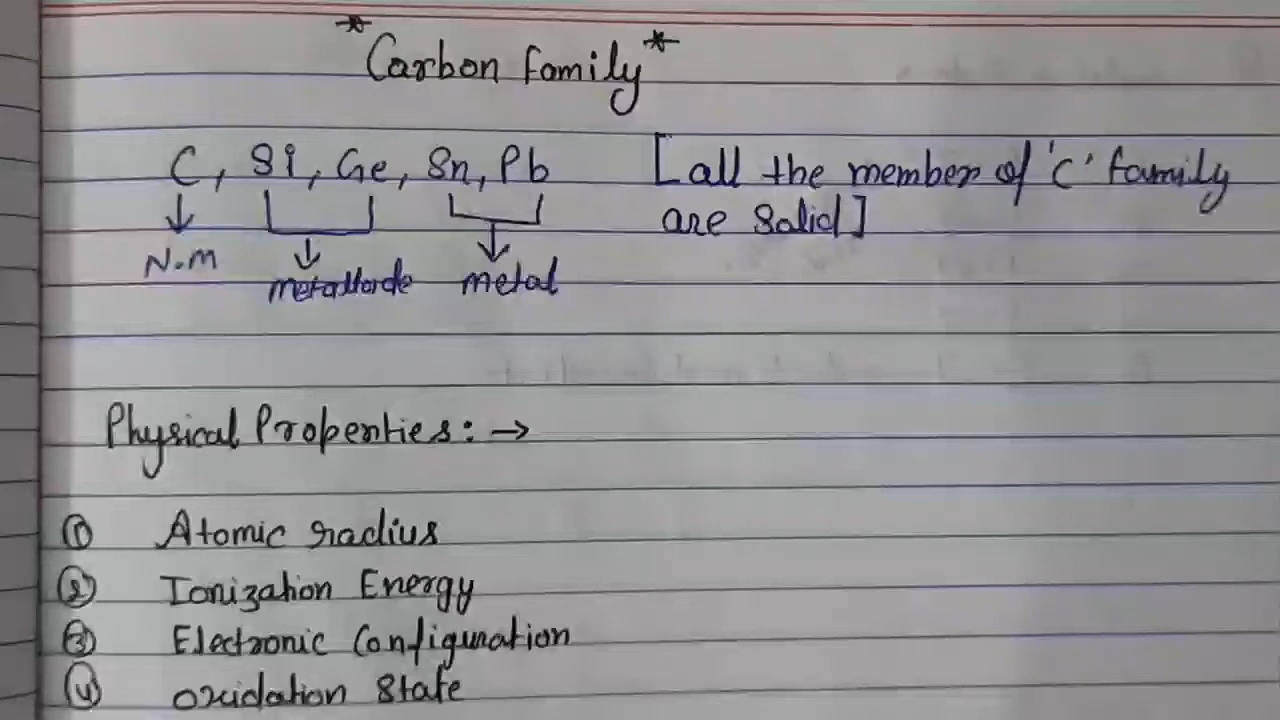 *Carbon family*
C, Si, Ge, Sn, Pb [all the member of 'C' family
are Solid]
N.m metalloide metal
Physical Properties: →
① Atomic radius
② Ionization Energy
③ Electronic Configuration
④ oxidation State